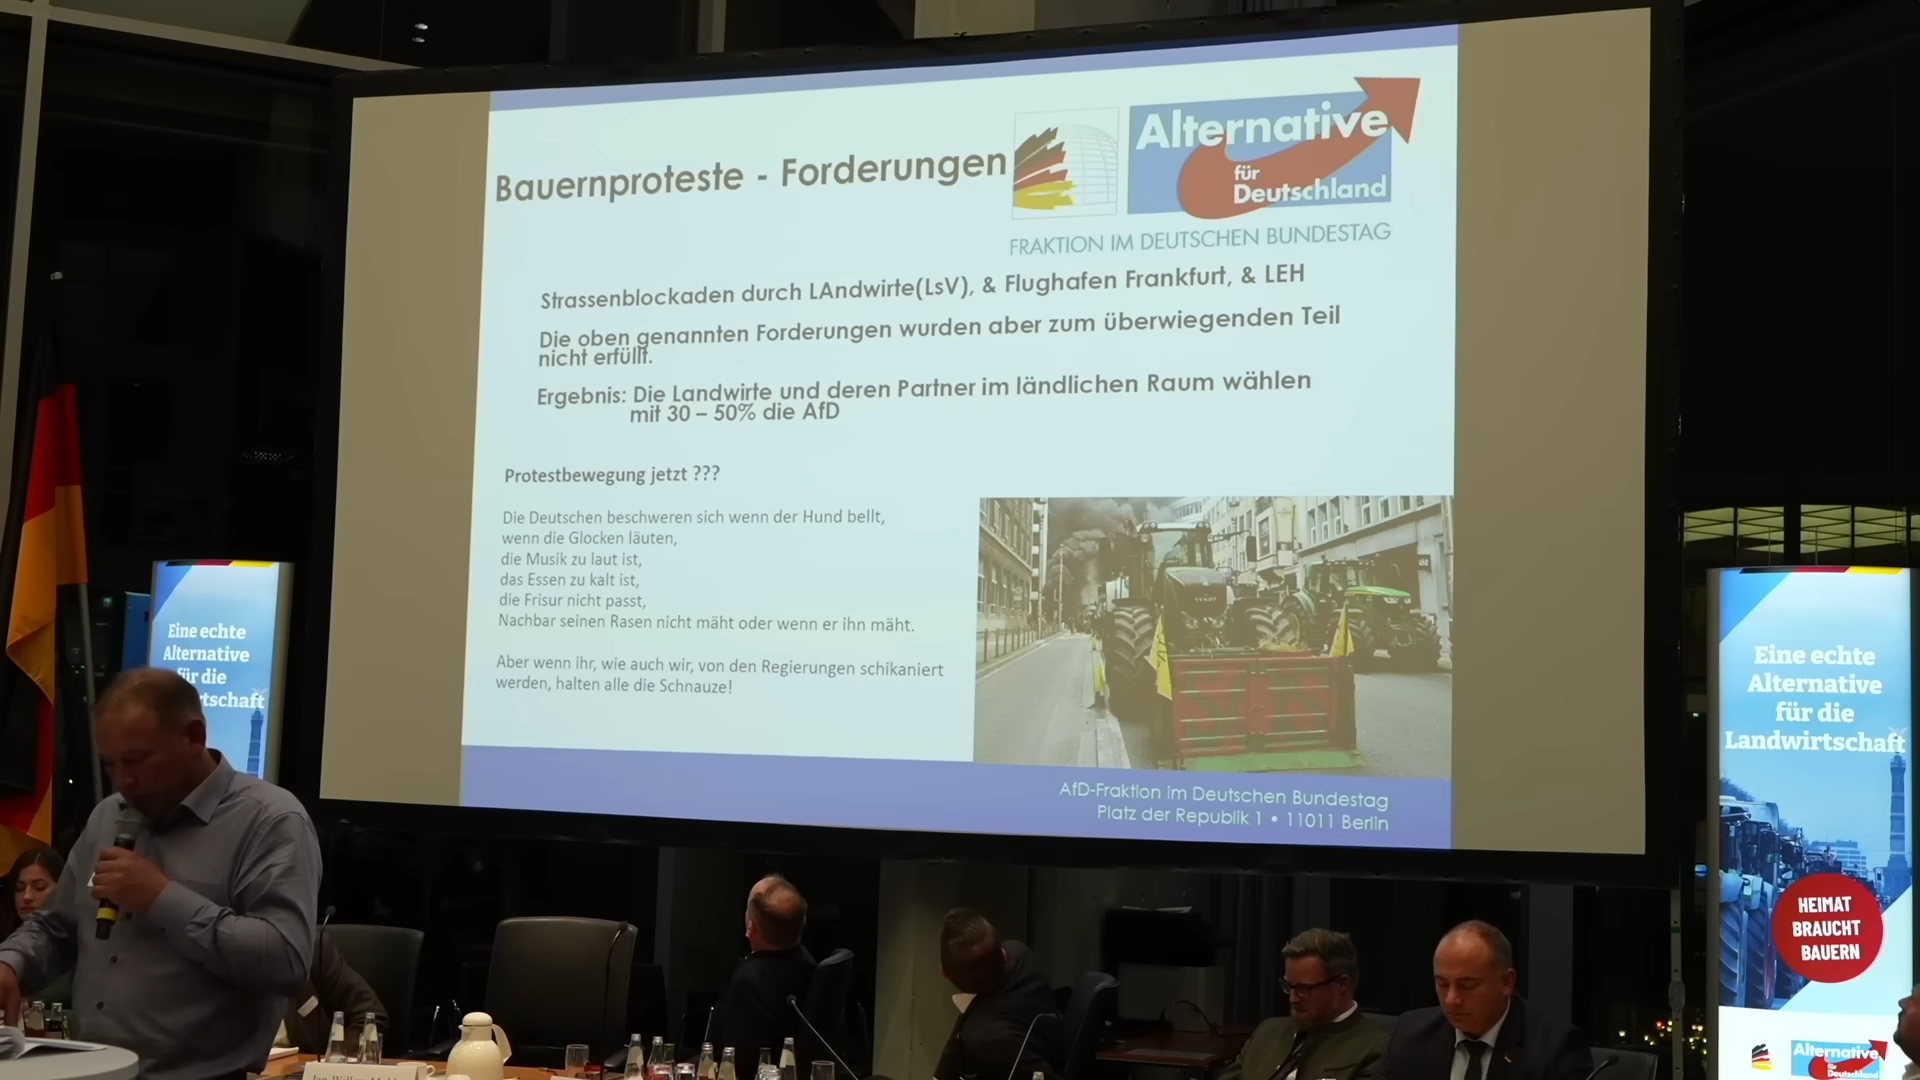 Bauernproteste - Forderungen
Alternative
für
Deutschland
FRAKTION IM DEUTSCHEN BUNDESTAG
Strassenblockaden durch LAndwirte(LsV), & Flughafen Frankfurt, & LEH
Die oben genannten Forderungen wurden aber zum überwiegenden Teil
nicht erfüllt.
Ergebnis: Die Landwirte und deren Partner im ländlichen Raum wählen
mit 30 – 50% die AfD
Protestbewegung jetzt ???
Die Deutschen beschweren sich wenn der Hund bellt,
wenn die Glocken läuten,
die Musik zu laut ist,
das Essen zu kalt ist,
die Frisur nicht passt,
Nachbar seinen Rasen nicht mäht oder wenn er ihn mäht.
Aber wenn ihr, wie auch wir, von den Regierungen schikaniert
werden, halten alle die Schnauze!
AfD-Fraktion im Deutschen Bundestag
Platz der Republik 1 • 11011 Berlin
Eine echte
Alternative
für die
rtschaft
Eine echte
Alternative
für die
Landwirtschaft
HEIMAT
BRAUCHT
BAUERN
Alternative
für
Deutschland